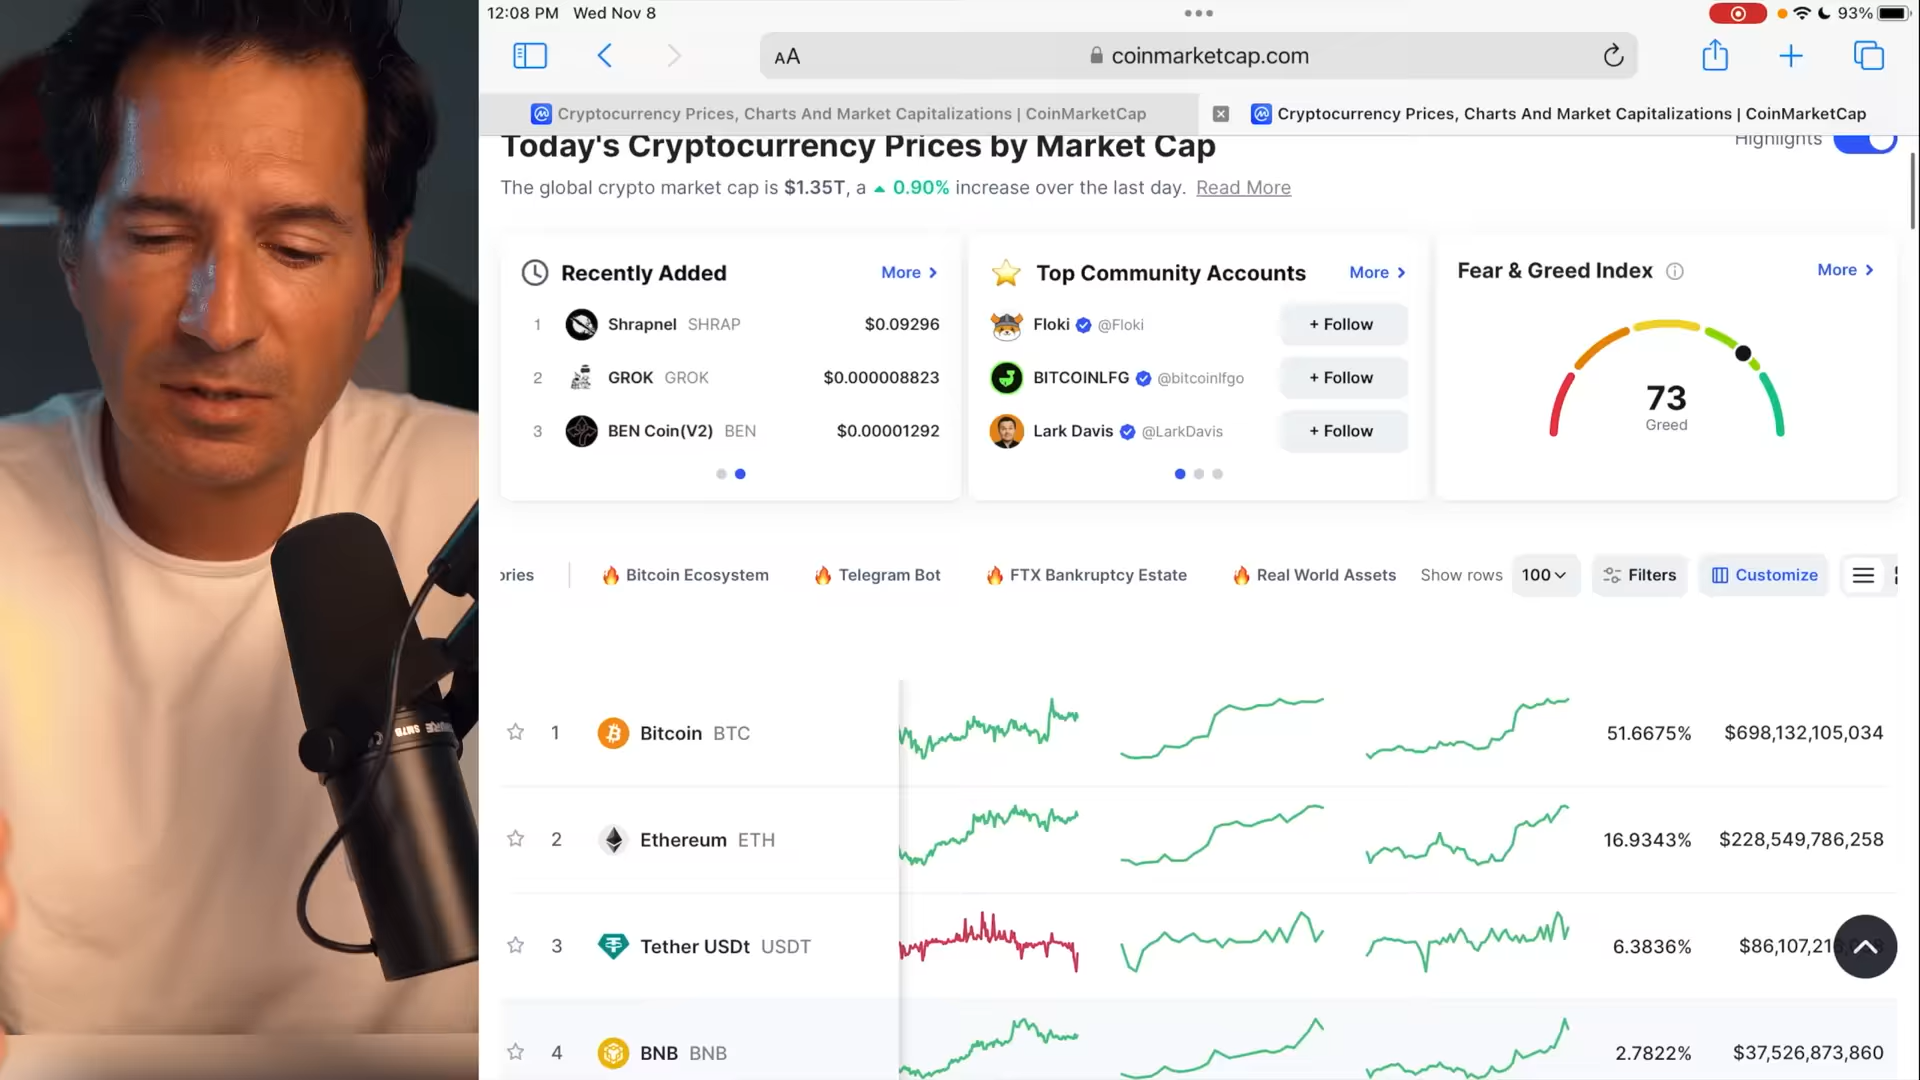 12:08 PM Wed Nov 8
93%
AA
coinmarketcap.com
Cryptocurrency Prices, Charts And Market Capitalizations | CoinMarketCap
Cryptocurrency Prices, Charts And Market Capitalizations | CoinMarketCap
Today's Cryptocurrency Prices by Market Cap
Highlights
The global crypto market cap is $1.35T, a 0.90% increase over the last day. Read More
Recently Added More
1 Shrapnel SHRAP $0.09296
2 GROK GROK $0.000008823
3 BEN Coin(V2) BEN $0.00001292
Top Community Accounts More
Floki @Floki + Follow
BITCOINLFG @bitcoinlfgo + Follow
Lark Davis @LarkDavis + Follow
Fear & Greed Index More
73
Greed
ories Bitcoin Ecosystem Telegram Bot FTX Bankruptcy Estate Real World Assets Show rows 100 Filters Customize
1 Bitcoin BTC 51.6675% $698,132,105,034
2 Ethereum ETH 16.9343% $228,549,786,258
3 Tether USDt USDT 6.3836% $86,107,21
4 BNB BNB 2.7822% $37,526,873,860
SM7B